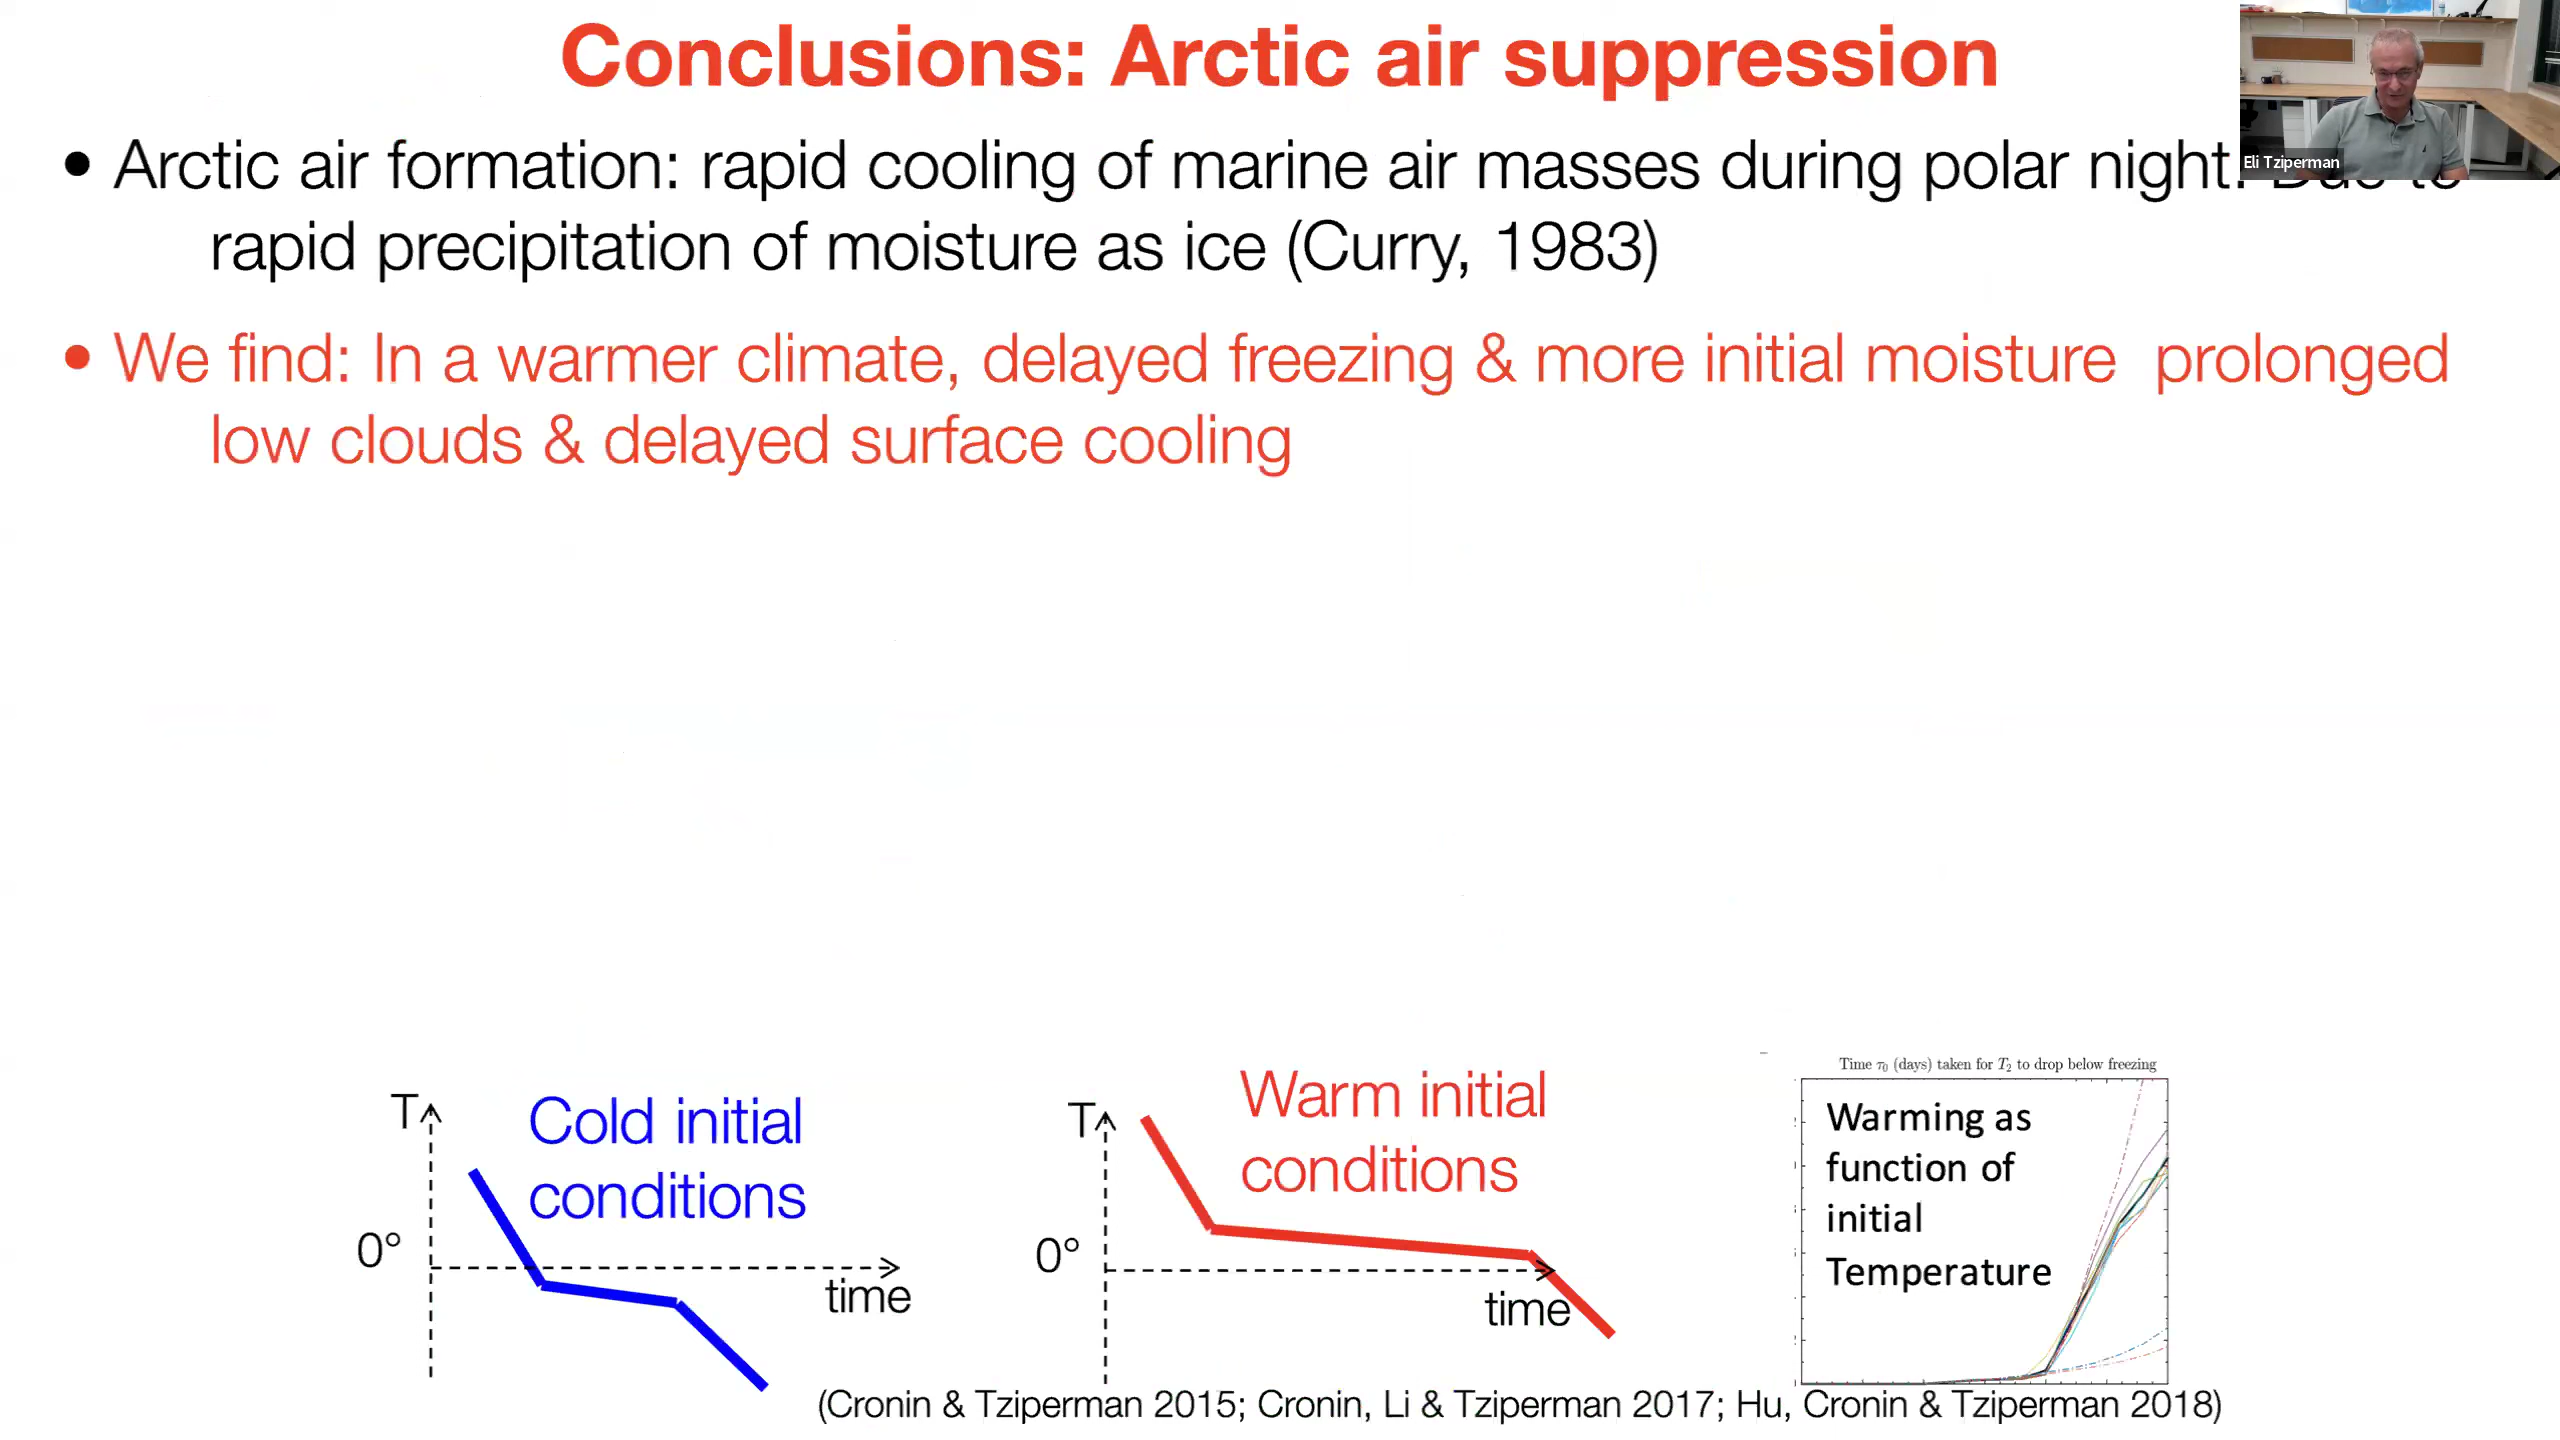 Conclusions: Arctic air suppression
Eli Tziperman
• Arctic air formation: rapid cooling of marine air masses during polar night. Due to
rapid precipitation of moisture as ice (Curry, 1983)
• We find: In a warmer climate, delayed freezing & more initial moisture prolonged
low clouds & delayed surface cooling
T
Cold initial
conditions
0°
time
T
Warm initial
conditions
0°
time
Time τ₀ (days) taken for T₂ to drop below freezing
Warming as
function of
initial
Temperature
(Cronin & Tziperman 2015; Cronin, Li & Tziperman 2017; Hu, Cronin & Tziperman 2018)